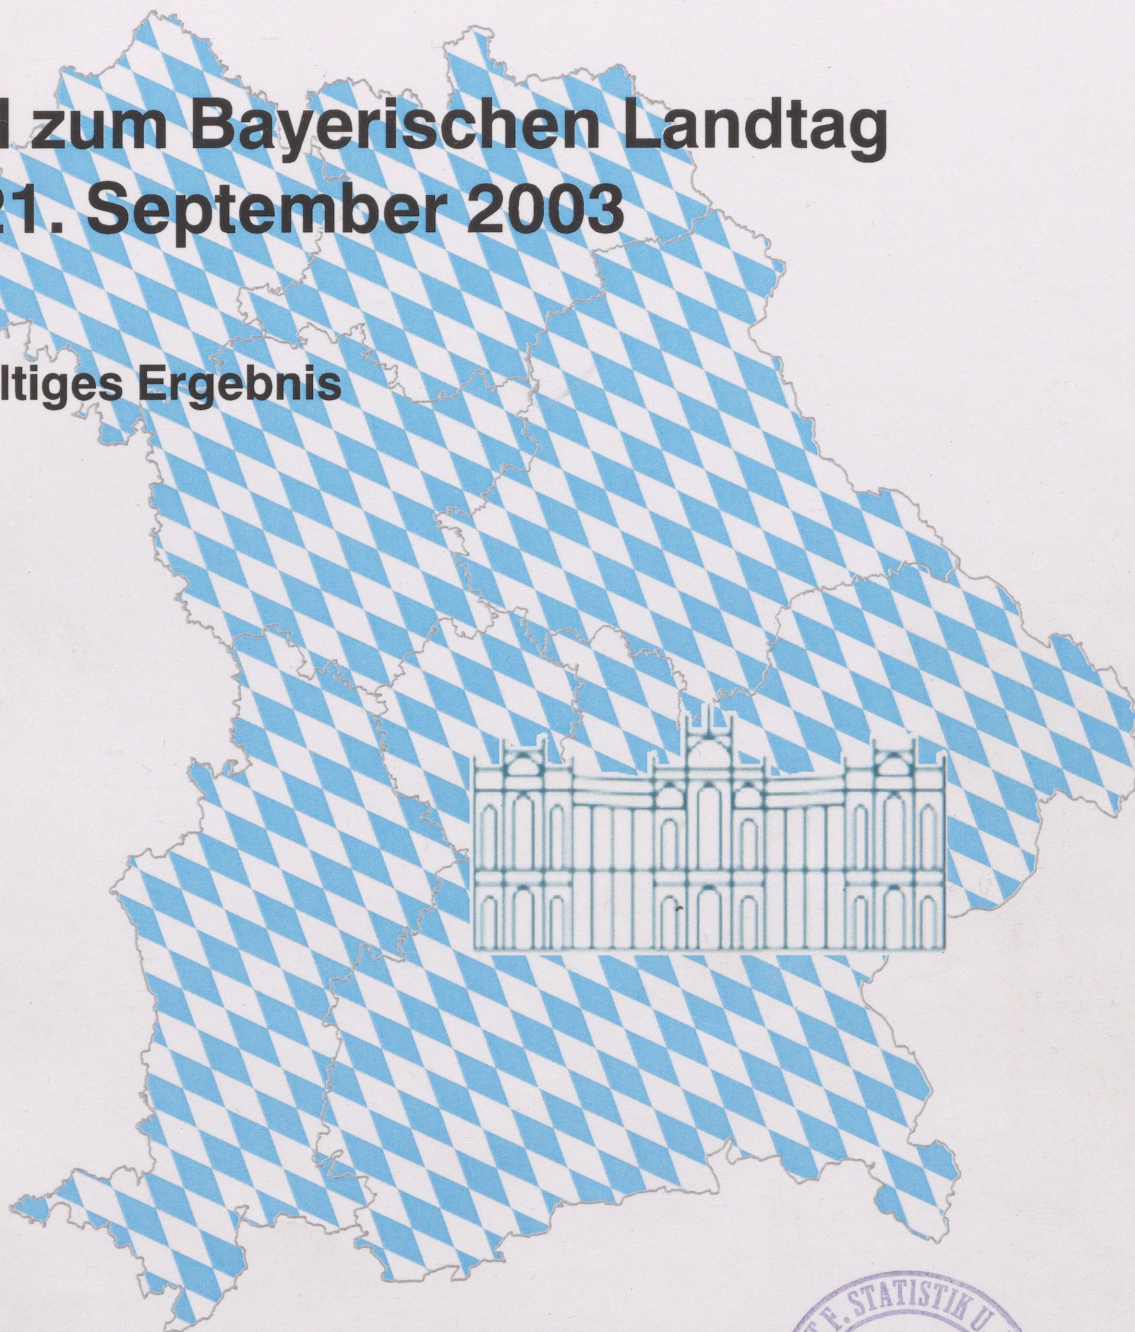 l zum Bayerischen Landtag
21. September 2003
ltiges Ergebnis
T F. STATISTIK U